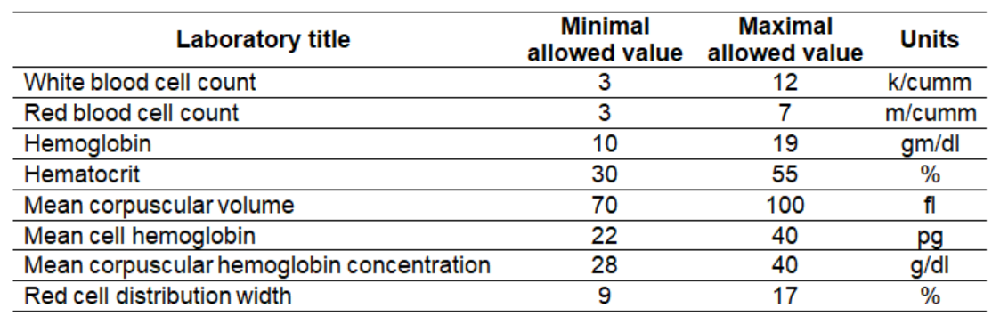 Laboratory title Minimal allowed value Maximal allowed value Units
White blood cell count 3 12 k/cumm
Red blood cell count 3 7 m/cumm
Hemoglobin 10 19 gm/dl
Hematocrit 30 55 %
Mean corpuscular volume 70 100 fl
Mean cell hemoglobin 22 40 pg
Mean corpuscular hemoglobin concentration 28 40 g/dl
Red cell distribution width 9 17 %